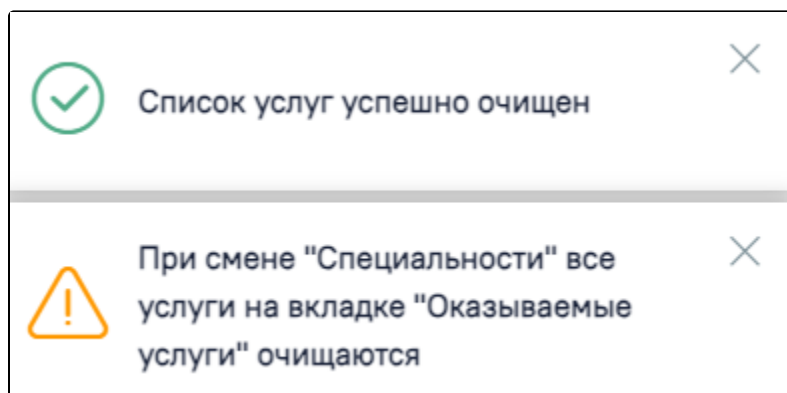 Список услуг успешно очищен
При смене "Специальности" все
услуги на вкладке "Оказываемые
услуги" очищаются